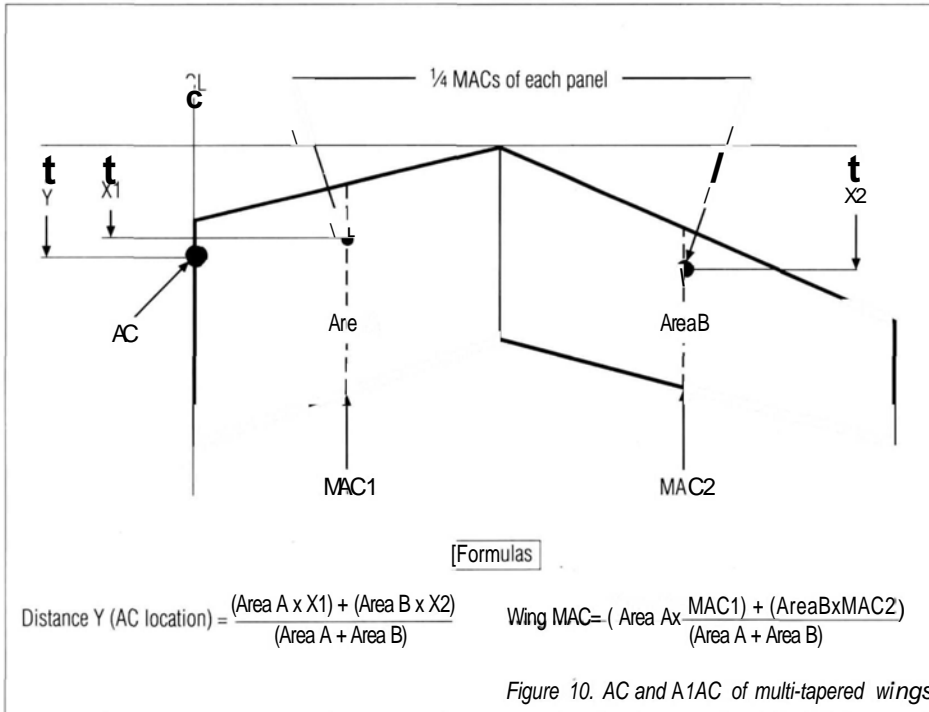 ¼ MACs of each panel
CL
c
t
Y
t
X1
t
X2
AC
Are
AreaB
MAC1
MAC2
[Formulas
Distance Y (AC location) = (Area A x X1) + (Area B x X2)
(Area A + Area B)
Wing MAC= ( Area Ax MAC1) + (AreaBxMAC2)
(Area A + Area B)
Figure 10. AC and A1AC of multi-tapered wings